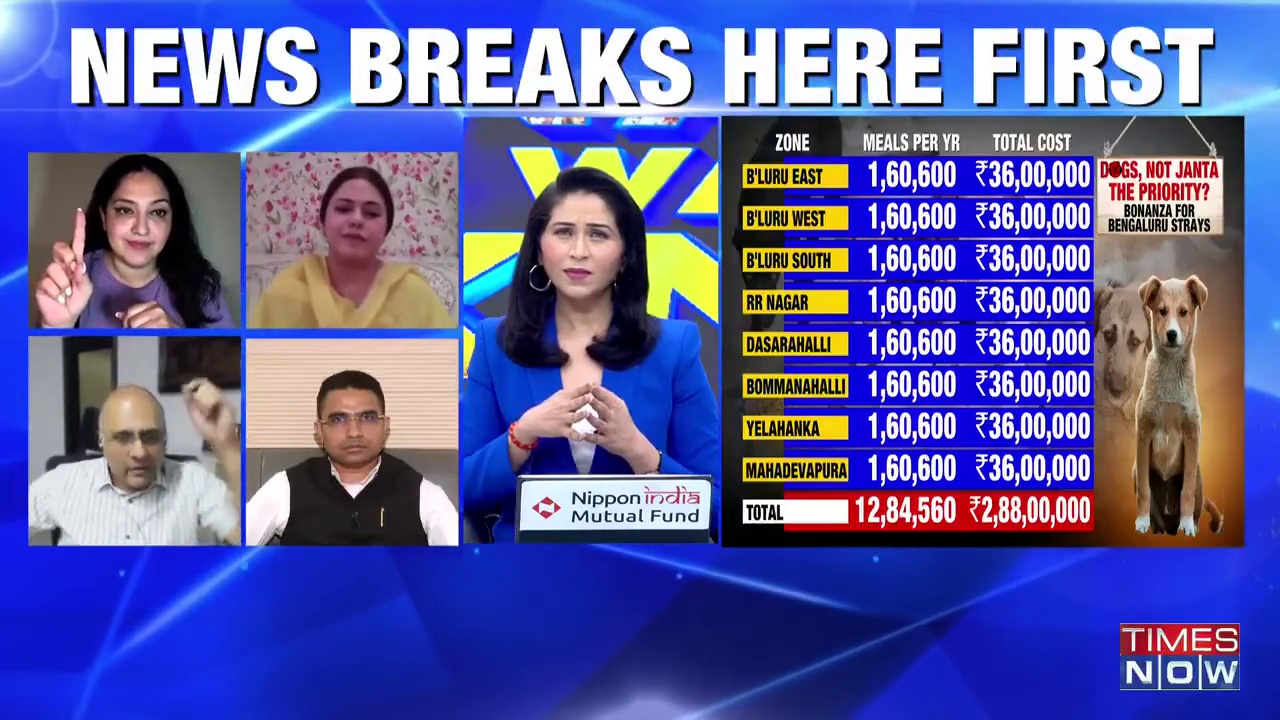 NEWS BREAKS HERE FIRST
ZONE MEALS PER YR TOTAL COST
B'LURU EAST 1,60,600 ₹36,00,000
B'LURU WEST 1,60,600 ₹36,00,000
B'LURU SOUTH 1,60,600 ₹36,00,000
RR NAGAR 1,60,600 ₹36,00,000
DASARAHALLI 1,60,600 ₹36,00,000
BOMMANAHALLI 1,60,600 ₹36,00,000
YELAHANKA 1,60,600 ₹36,00,000
MAHADEVAPURA 1,60,600 ₹36,00,000
TOTAL 12,84,560 ₹2,88,00,000
DOGS, NOT JANTA
THE PRIORITY?
BONANZA FOR
BENGALURU STRAYS
Nippon india
Mutual Fund
TIMES
NOW